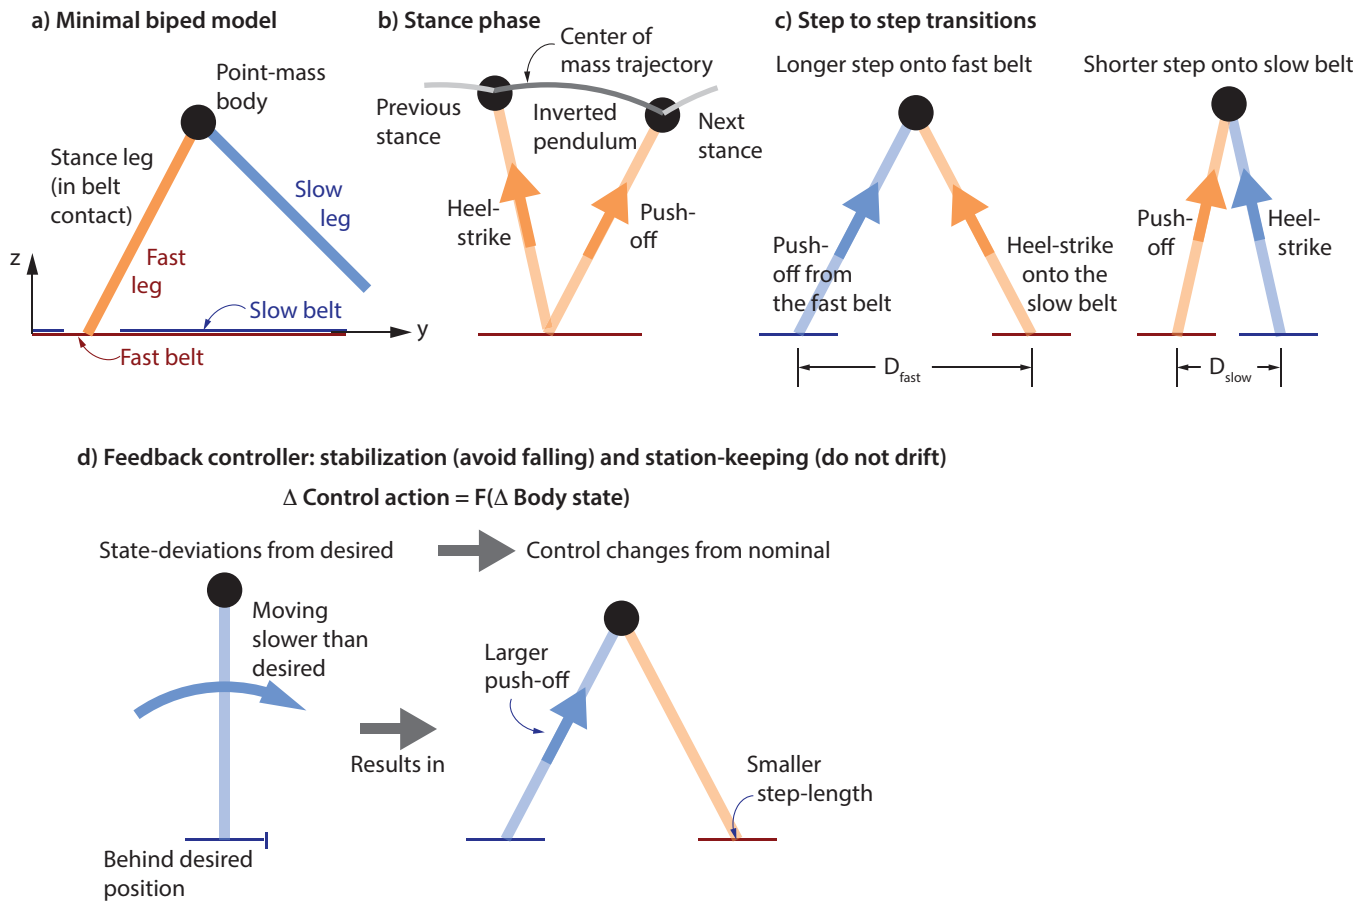 a) Minimal biped model
Point-mass
body
Stance leg
(in belt
contact)
Slow
leg
Fast
leg
z
Slow belt
y
Fast belt
b) Stance phase
Center of
mass trajectory
Previous
stance
Inverted
pendulum
Next
stance
Heel-
strike
Push-
off
c) Step to step transitions
Longer step onto fast belt
Push-
off from
the fast belt
Heel-strike
onto the
slow belt
D fast
Shorter step onto slow belt
Push-
off
Heel-
strike
D slow
d) Feedback controller: stabilization (avoid falling) and station-keeping (do not drift)
Δ Control action = F(Δ Body state)
State-deviations from desired
Control changes from nominal
Moving
slower than
desired
Behind desired
position
Results in
Larger
push-off
Smaller
step-length